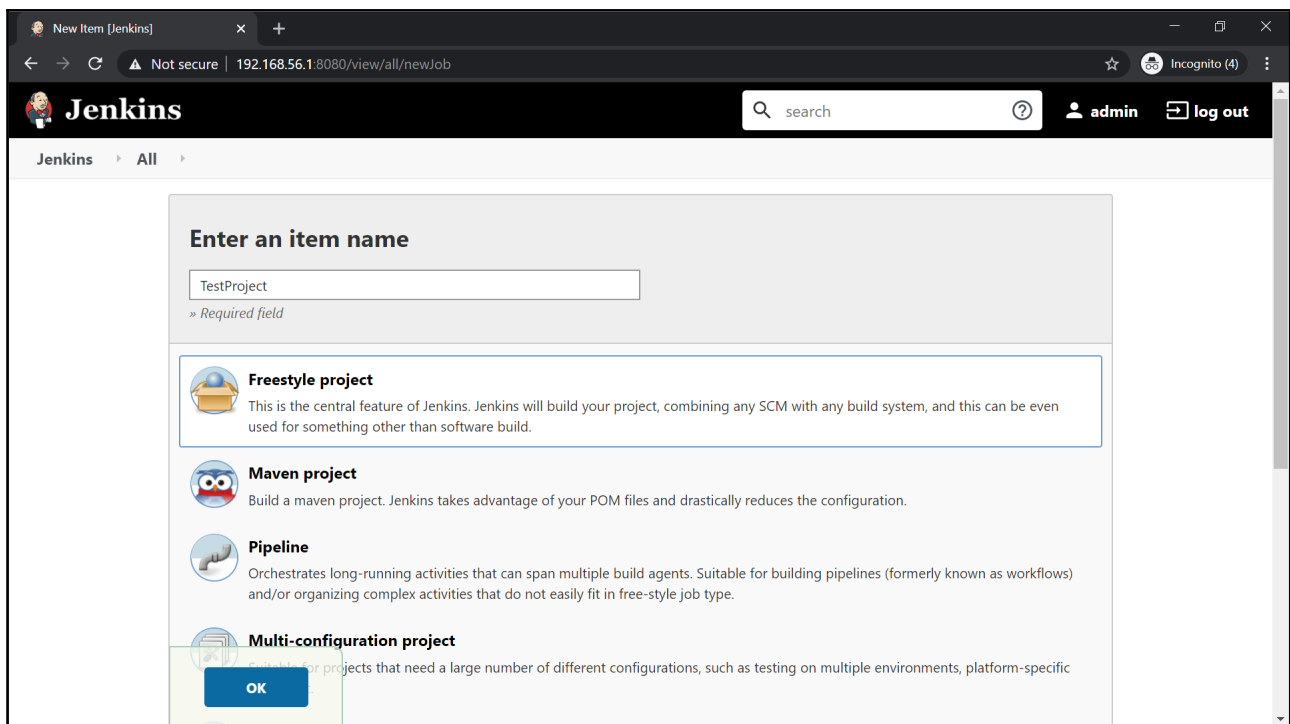 New Item [Jenkins]
Not secure | 192.168.56.1:8080/view/all/newJob
Incognito (4)
Jenkins
search
admin
log out
Jenkins
All
Enter an item name
TestProject
» Required field
Freestyle project
This is the central feature of Jenkins. Jenkins will build your project, combining any SCM with any build system, and this can be even
used for something other than software build.
Maven project
Build a maven project. Jenkins takes advantage of your POM files and drastically reduces the configuration.
Pipeline
Orchestrates long-running activities that can span multiple build agents. Suitable for building pipelines (formerly known as workflows)
and/or organizing complex activities that do not easily fit in free-style job type.
Multi-configuration project
Suitable for projects that need a large number of different configurations, such as testing on multiple environments, platform-specific
OK